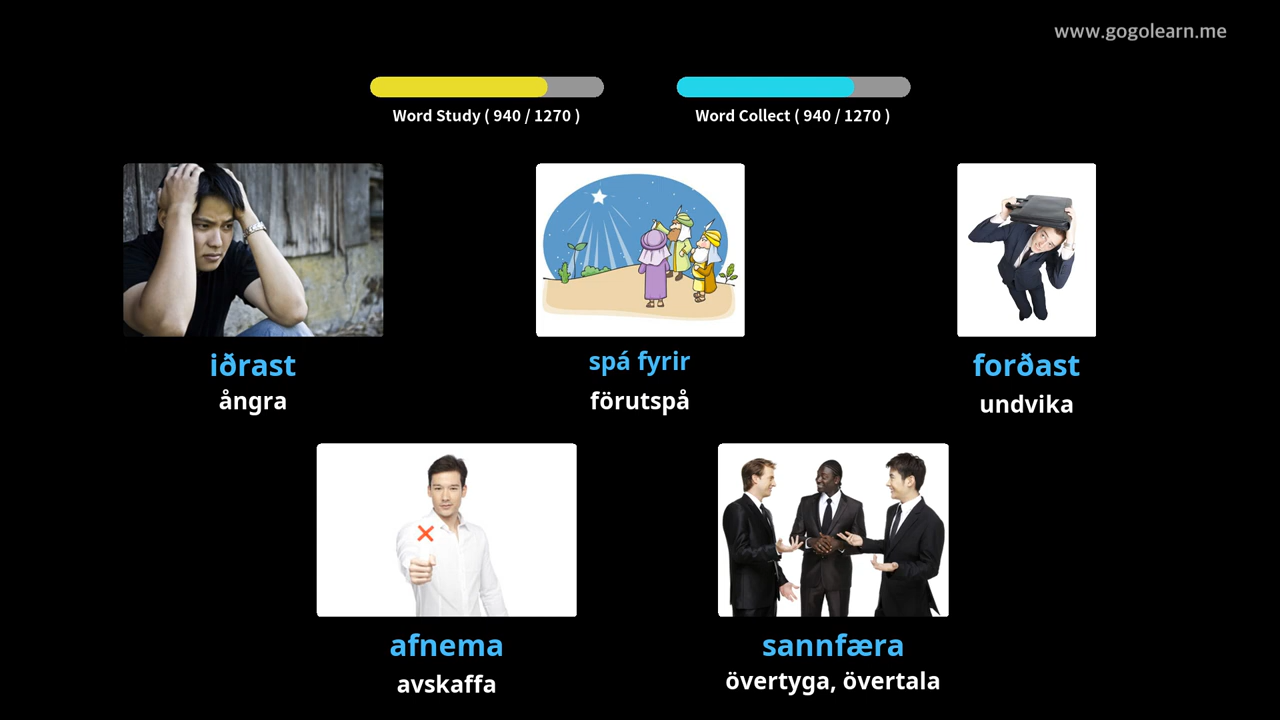 www.gogolearn.me
Word Study ( 940 / 1270 )
Word Collect ( 940 / 1270 )
iðrast
ångra
spá fyrir
förutspå
forðast
undvika
afnema
avskaffa
sannfæra
övertyga, övertala